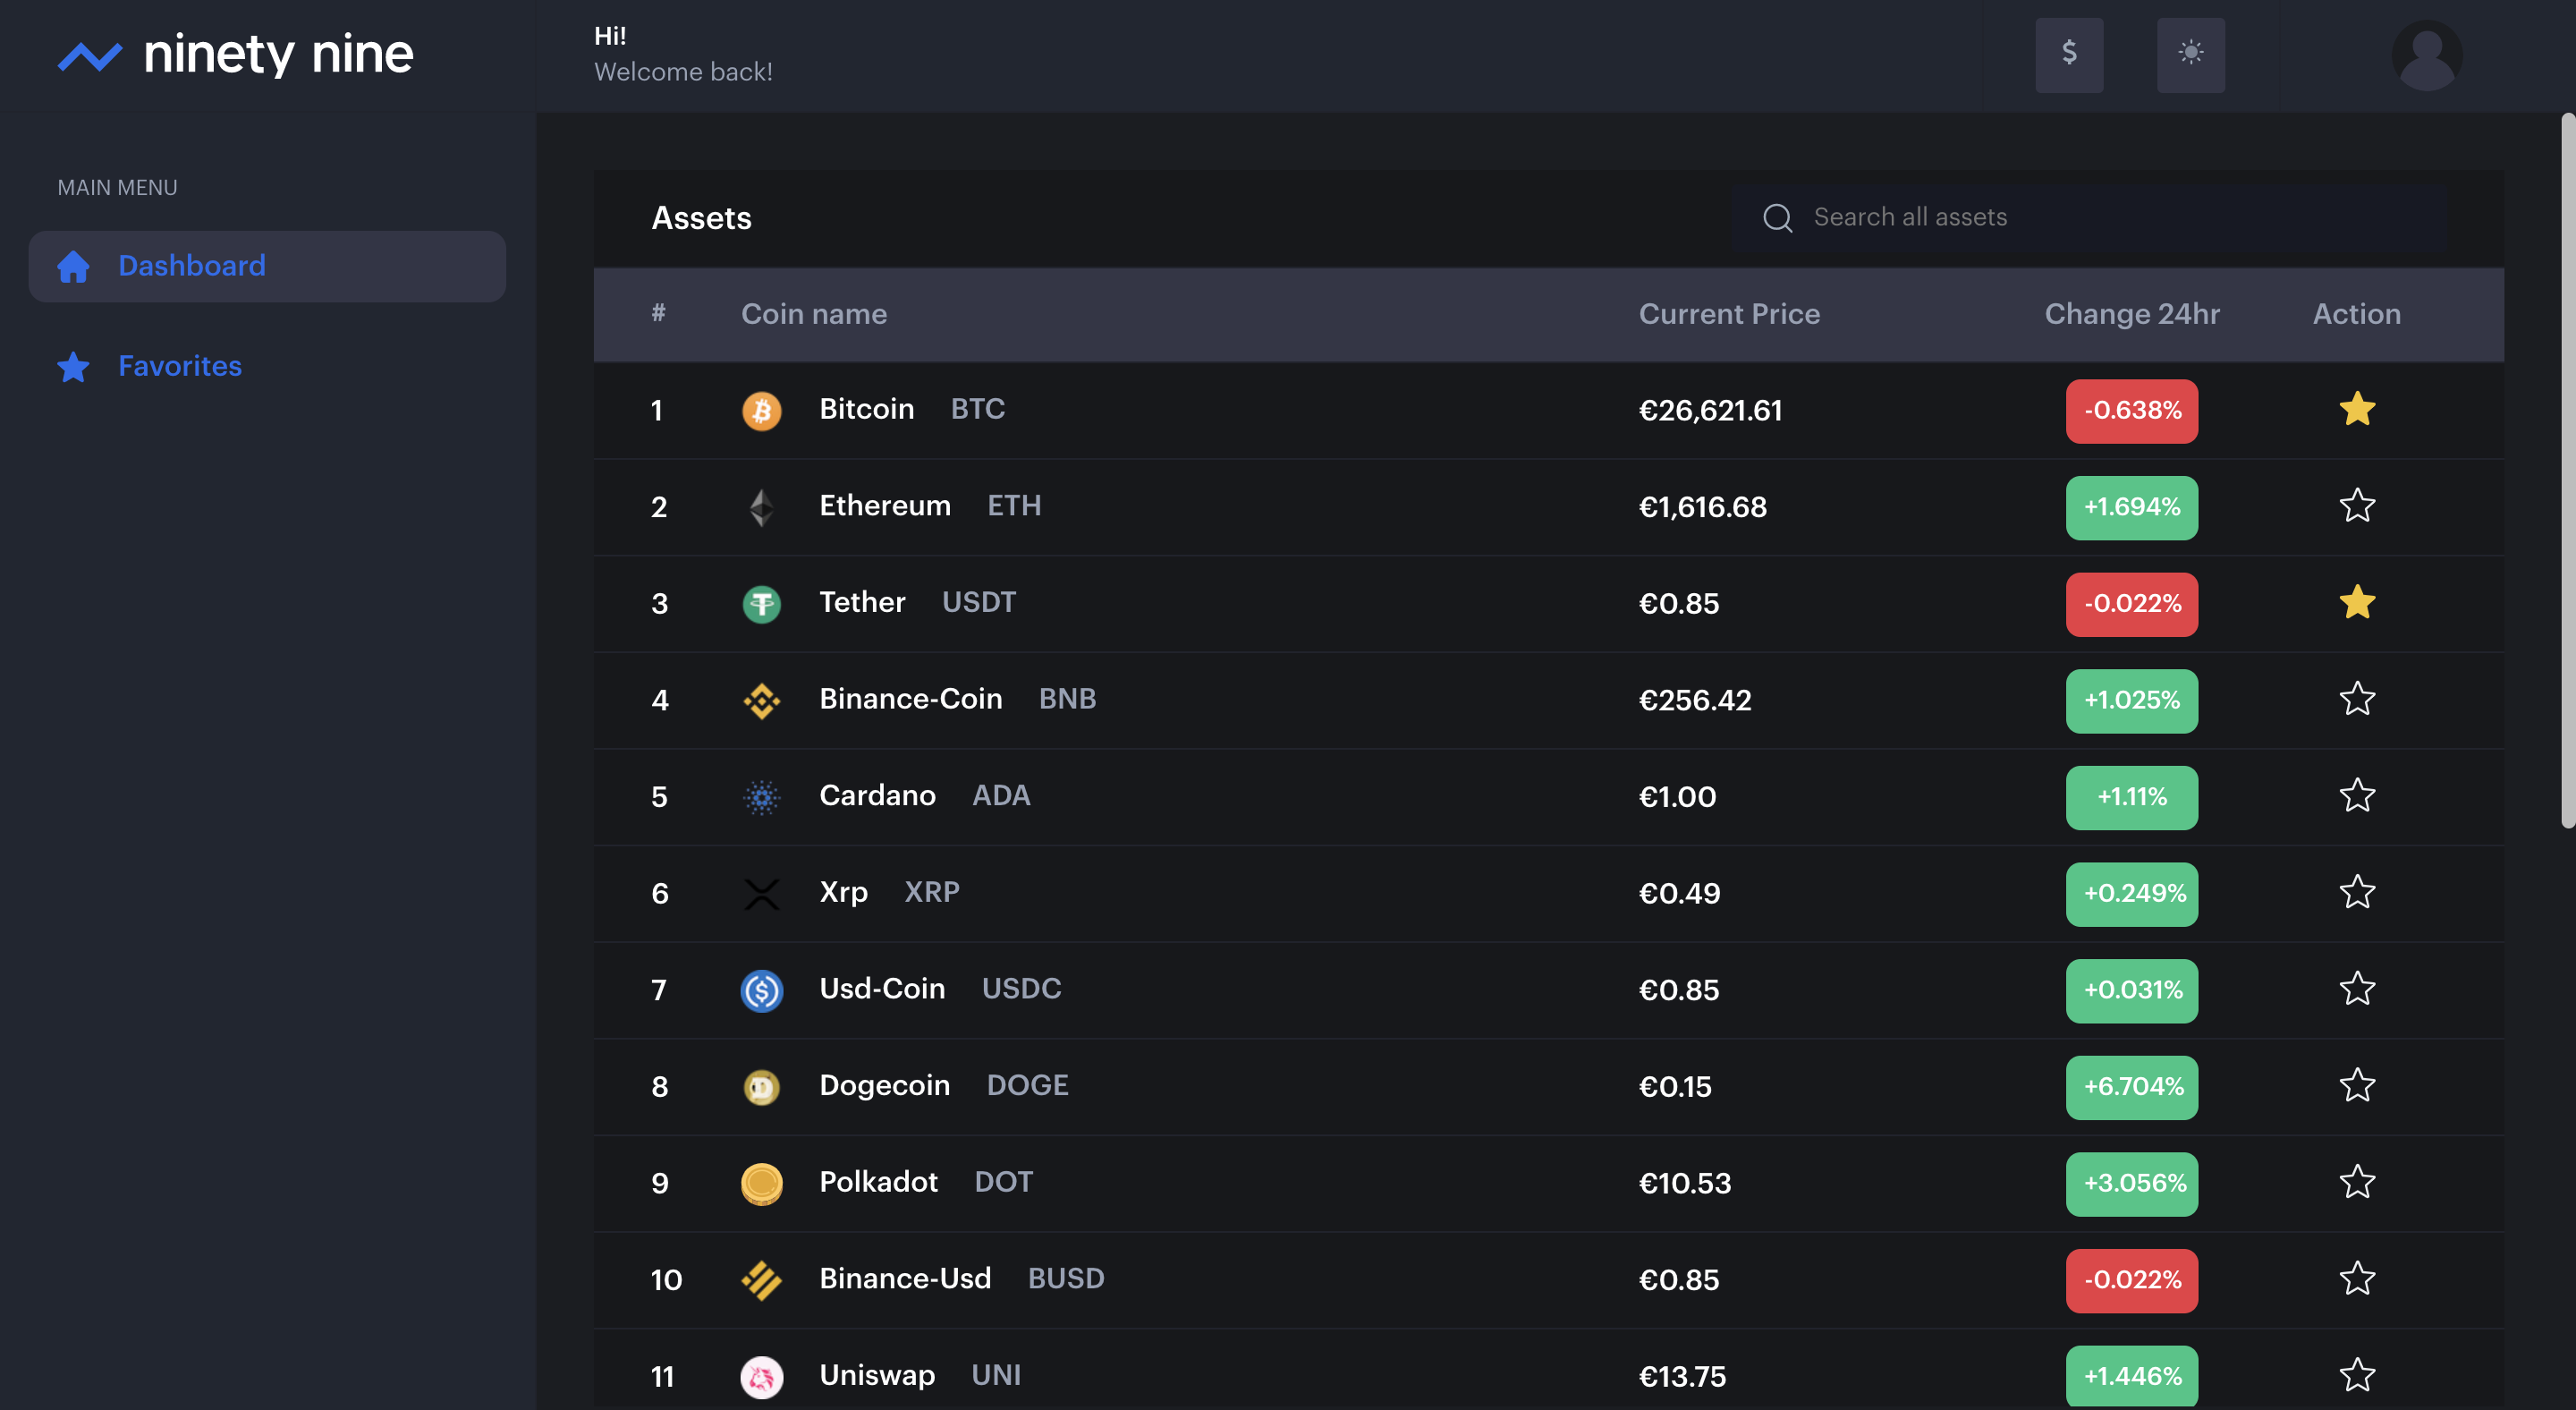 ninety nine
Hi!
Welcome back!
$
MAIN MENU
Dashboard
Favorites
Assets
Search all assets
# Coin name Current Price Change 24hr Action
1 Bitcoin BTC €26,621.61 -0.638%
2 Ethereum ETH €1,616.68 +1.694%
3 Tether USDT €0.85 -0.022%
4 Binance-Coin BNB €256.42 +1.025%
5 Cardano ADA €1.00 +1.11%
6 Xrp XRP €0.49 +0.249%
7 Usd-Coin USDC €0.85 +0.031%
8 Dogecoin DOGE €0.15 +6.704%
9 Polkadot DOT €10.53 +3.056%
10 Binance-Usd BUSD €0.85 -0.022%
11 Uniswap UNI €13.75 +1.446%